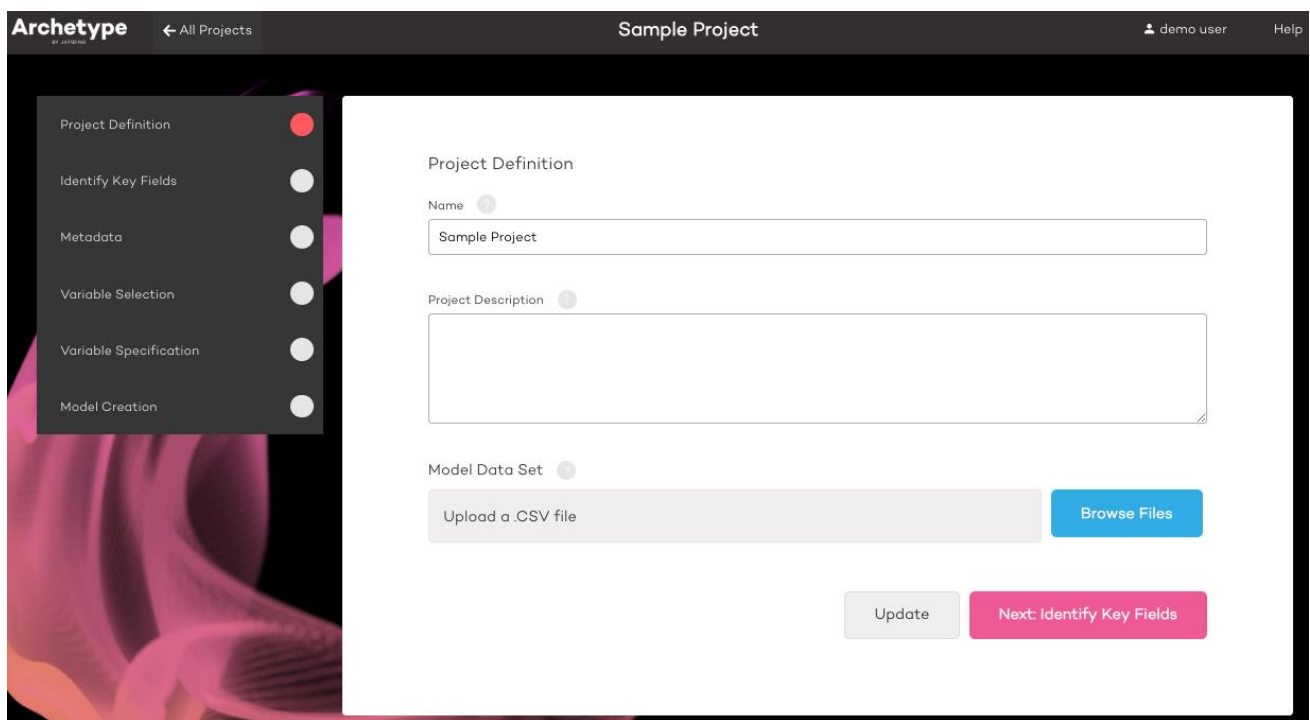 Archetype
← All Projects
Sample Project
demo user
Help
Project Definition
Identify Key Fields
Metadata
Variable Selection
Variable Specification
Model Creation
Project Definition
Name ?
Sample Project
Project Description ?
Model Data Set ?
Upload a .CSV file
Browse Files
Update
Next: Identify Key Fields